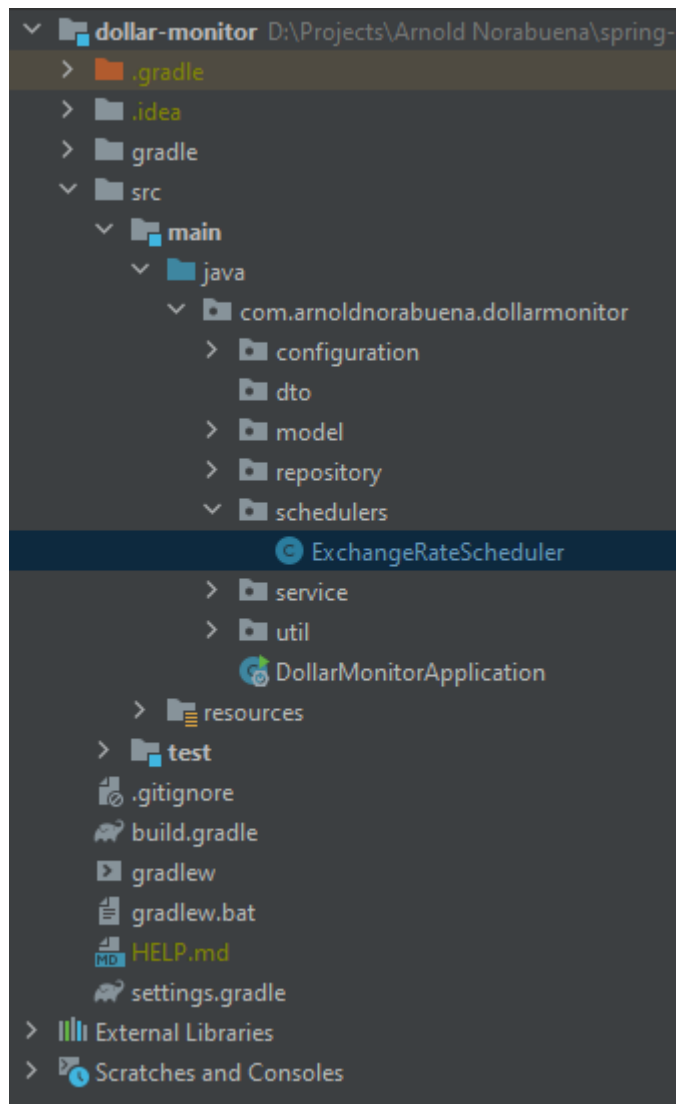 dollar-monitor D:\Projects\Arnold Norabuena\spring-
.gradle
.idea
gradle
src
main
java
com.arnoldnorabuena.dollarmonitor
configuration
dto
model
repository
schedulers
C ExchangeRateScheduler
service
util
DollarMonitorApplication
resources
test
.gitignore
build.gradle
gradlew
gradlew.bat
MD HELP.md
settings.gradle
External Libraries
Scratches and Consoles